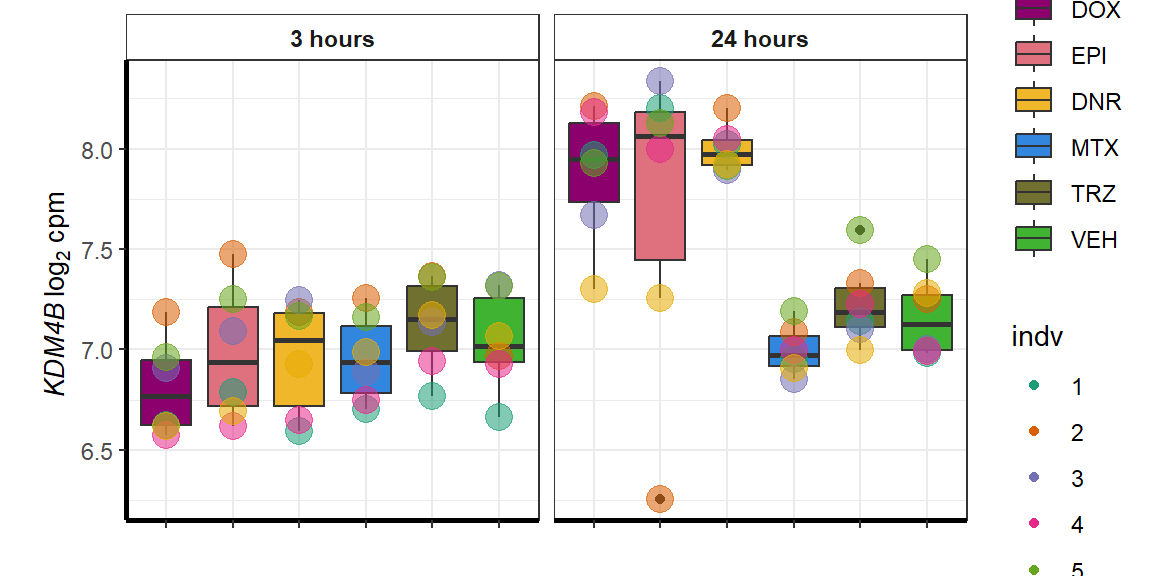 3 hours
24 hours
KDM4B log2 cpm
8.0
7.5
7.0
6.5
DOX
EPI
DNR
MTX
TRZ
VEH
indv
1
2
3
4
5